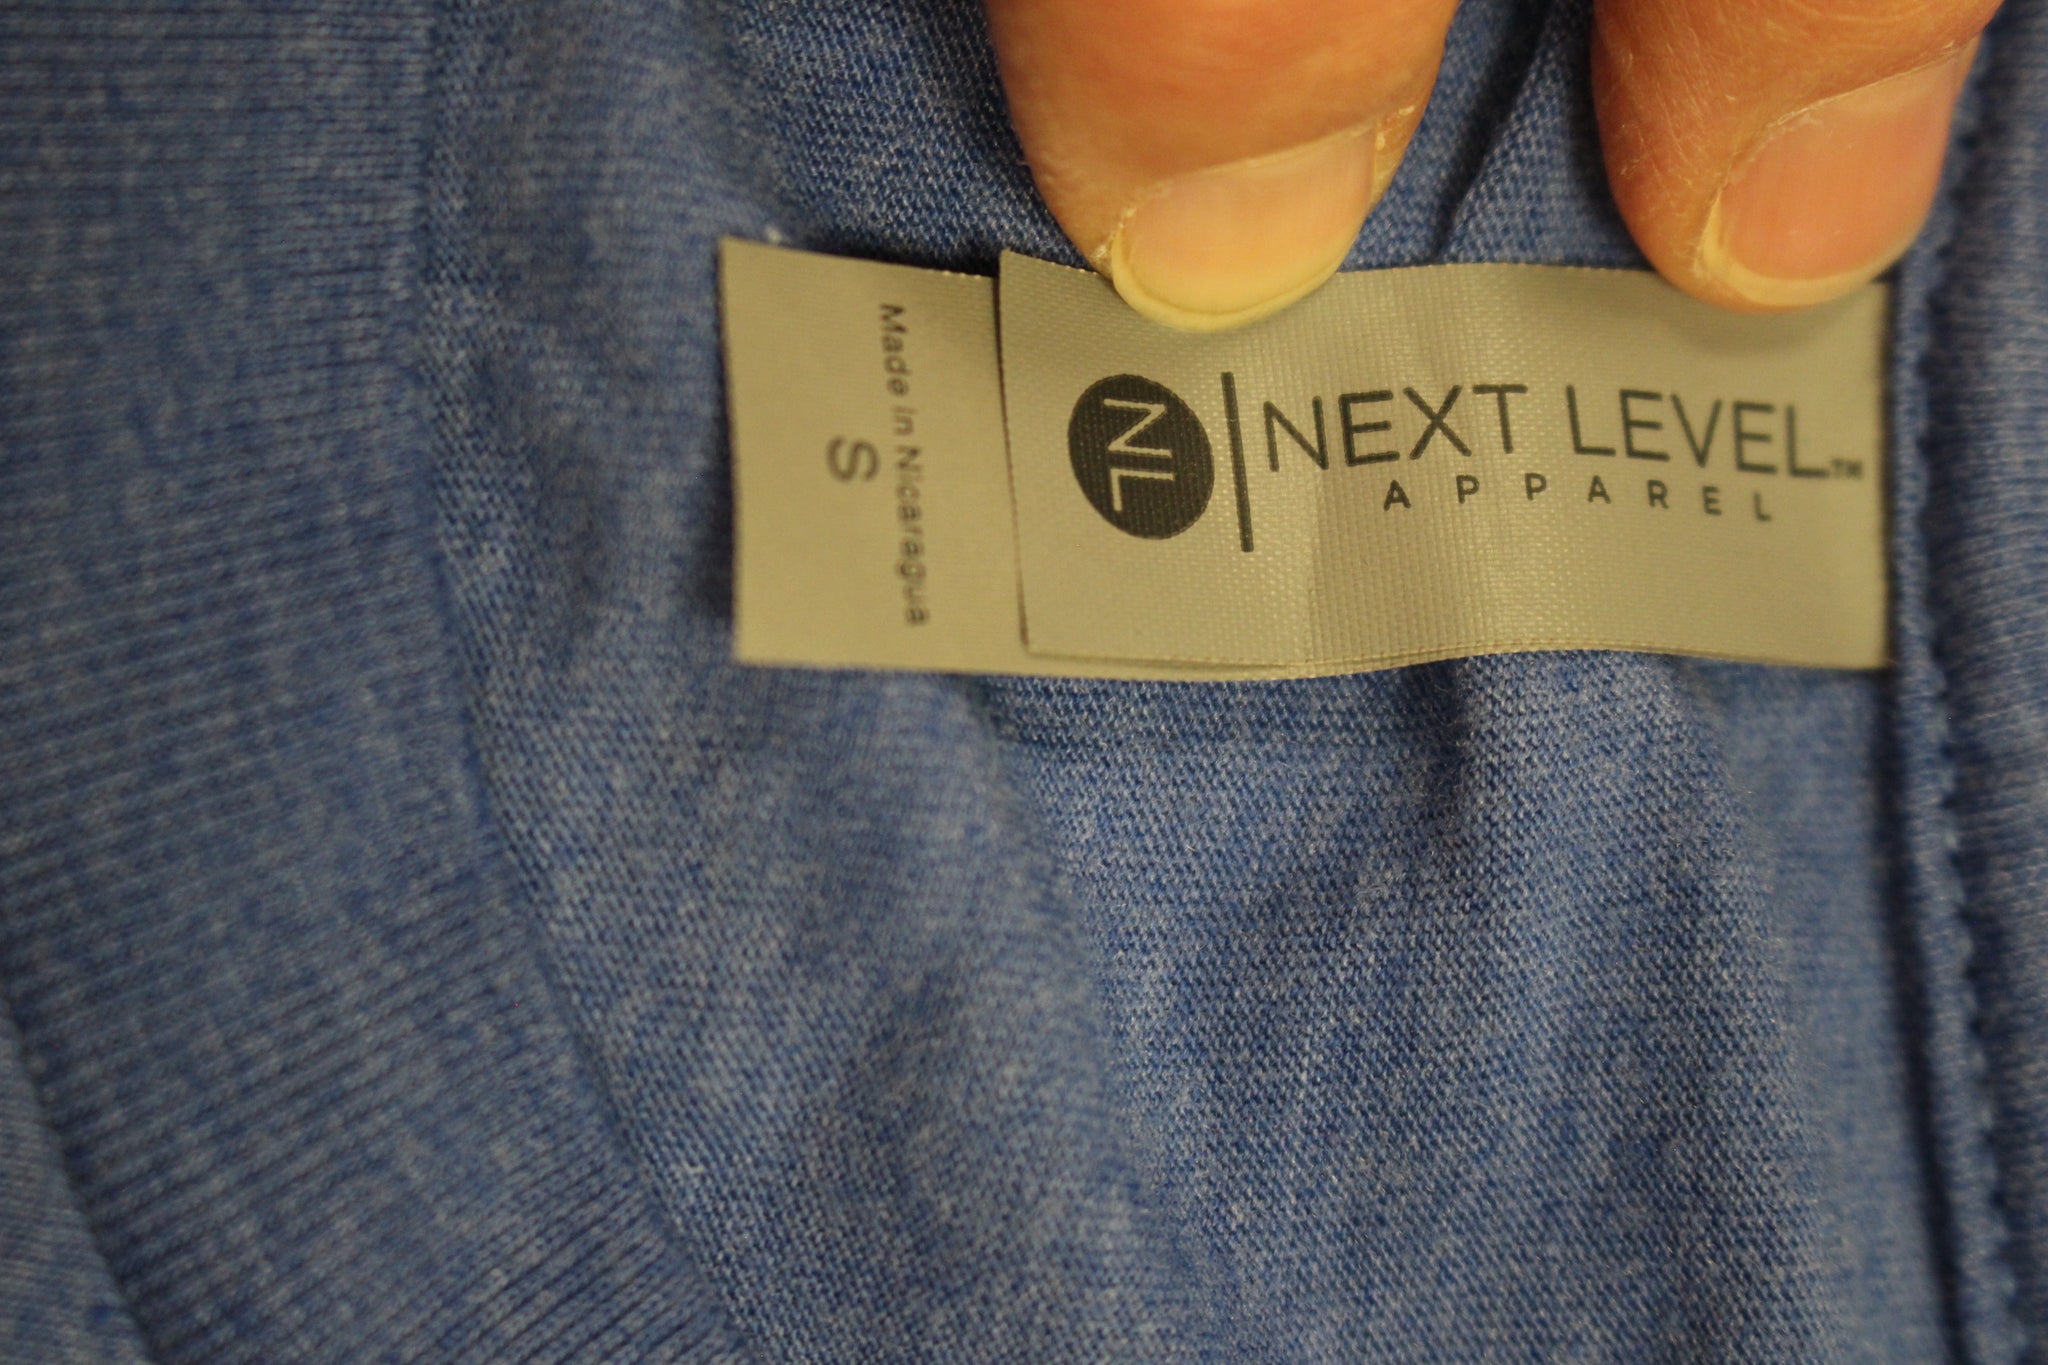 NL
NEXT LEVEL™
APPAREL
Made in Nicaragua
S